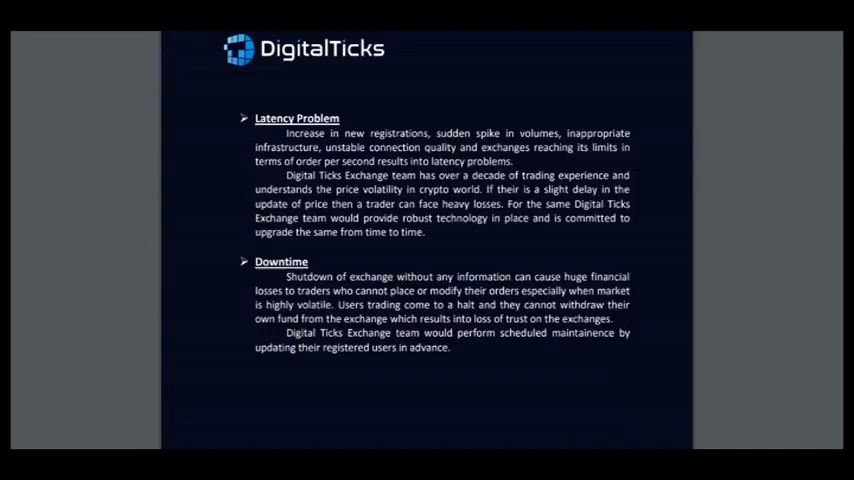 DigitalTicks
➢ Latency Problem
Increase in new registrations, sudden spike in volumes, inappropriate
infrastructure, unstable connection quality and exchanges reaching its limits in
terms of order per second results into latency problems.
Digital Ticks Exchange team has over a decade of trading experience and
understands the price volatility in crypto world. If their is a slight delay in the
update of price then a trader can face heavy losses. For the same Digital Ticks
Exchange team would provide robust technology in place and is committed to
upgrade the same from time to time.
➢ Downtime
Shutdown of exchange without any information can cause huge financial
losses to traders who cannot place or modify their orders especially when market
is highly volatile. Users trading come to a halt and they cannot withdraw their
own fund from the exchange which results into loss of trust on the exchanges.
Digital Ticks Exchange team would perform scheduled maintainence by
updating their registered users in advance.